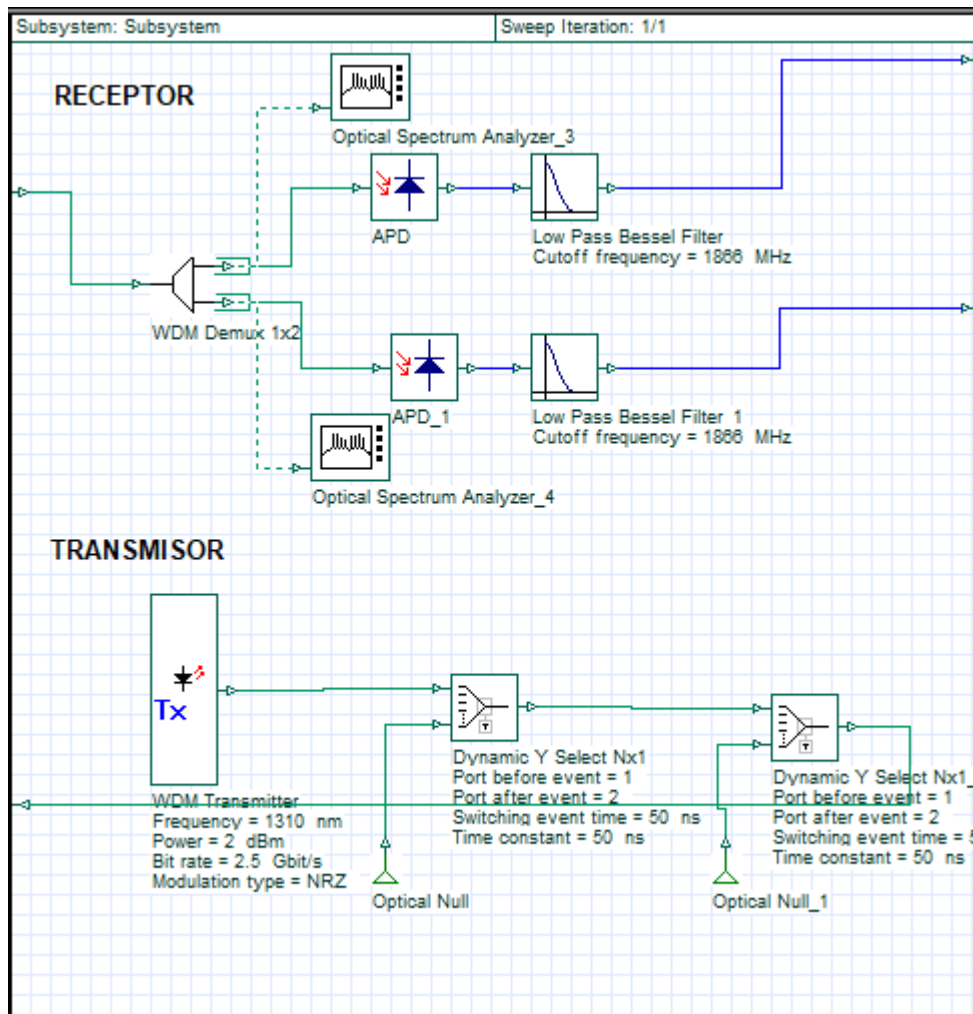 Subsystem: Subsystem
Sweep Iteration: 1/1
RECEPTOR
Optical Spectrum Analyzer_3
APD
Low Pass Bessel Filter
Cutoff frequency = 1866 MHz
WDM Demux 1x2
APD_1
Low Pass Bessel Filter_1
Cutoff frequency = 1866 MHz
Optical Spectrum Analyzer_4
TRANSMISOR
Tx
WDM Transmitter
Frequency = 1310 nm
Power = 2 dBm
Bit rate = 2.5 Gbit/s
Modulation type = NRZ
T
Dynamic Y Select Nx1
Port before event = 1
Port after event = 2
Switching event time = 50 ns
Time constant = 50 ns
Optical Null
T
Dynamic Y Select Nx1_
Port before event = 1
Port after event = 2
Switching event time = 5
Time constant = 50 ns
Optical Null_1